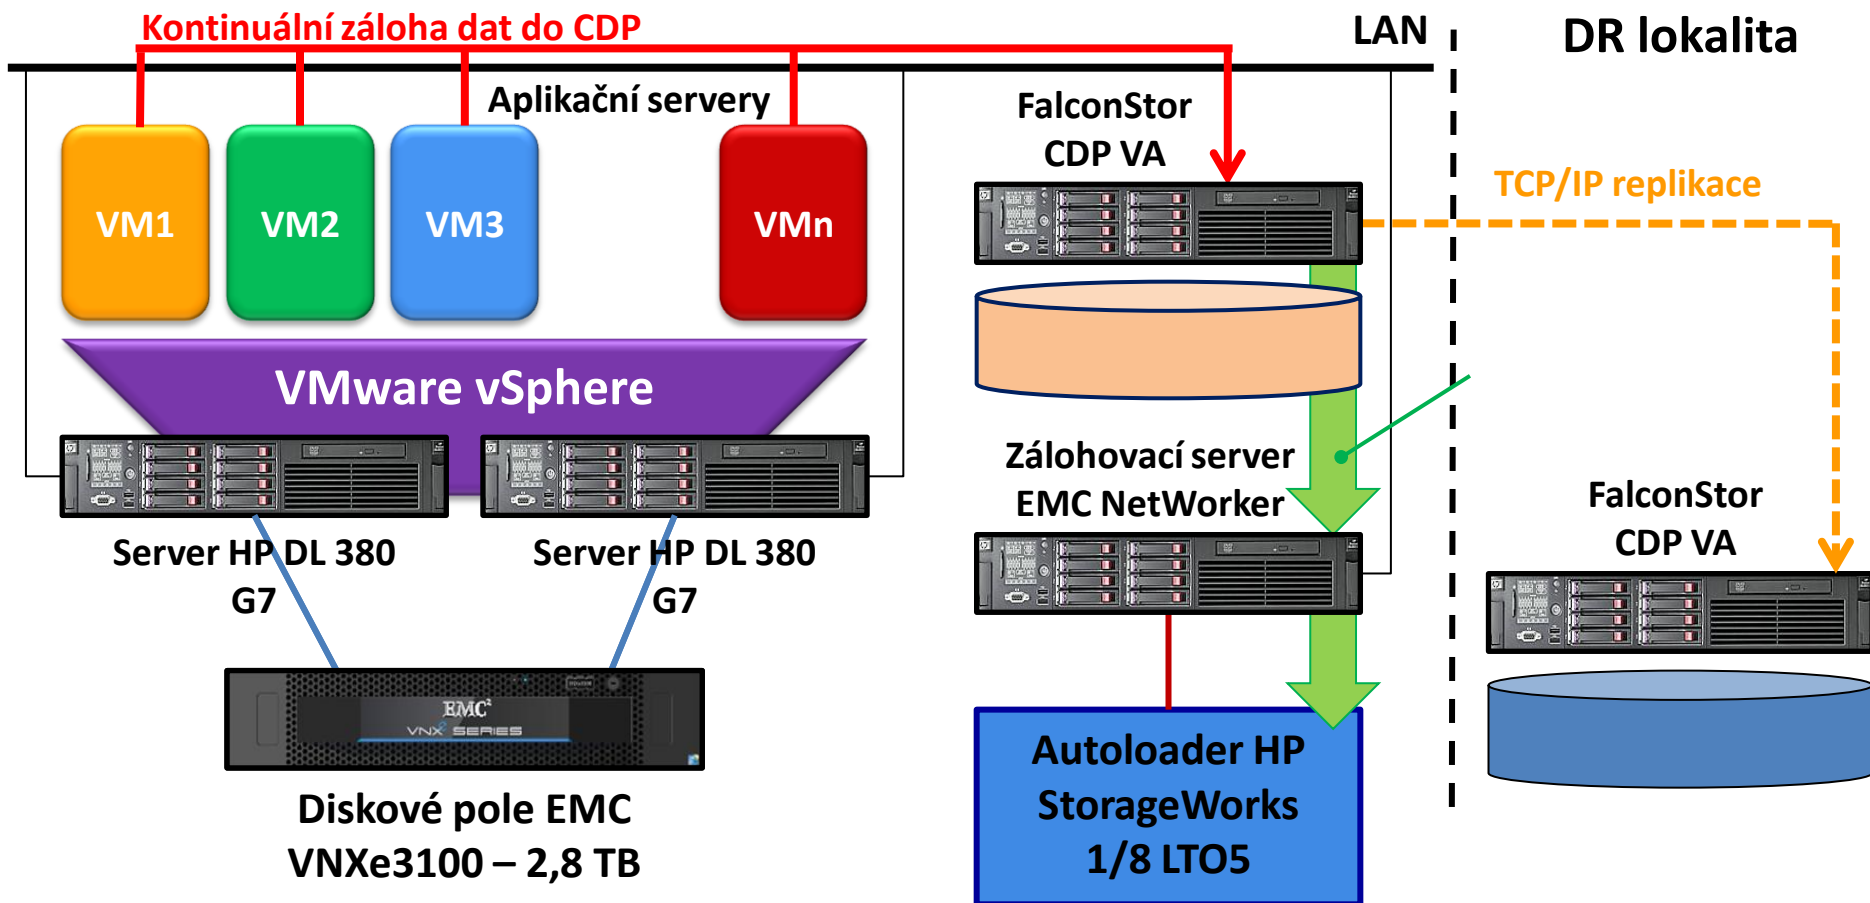 Kontinuální záloha dat do CDP
LAN
DR lokalita
Aplikační servery
FalconStor
CDP VA
VM1
VM2
VM3
VMn
TCP/IP replikace
VMware vSphere
Zálohovací server
EMC NetWorker
FalconStor
CDP VA
Server HP DL 380
G7
Server HP DL 380
G7
EMC²
VNX² SERIES
Autoloader HP
StorageWorks
1/8 LTO5
Diskové pole EMC
VNXe3100 – 2,8 TB